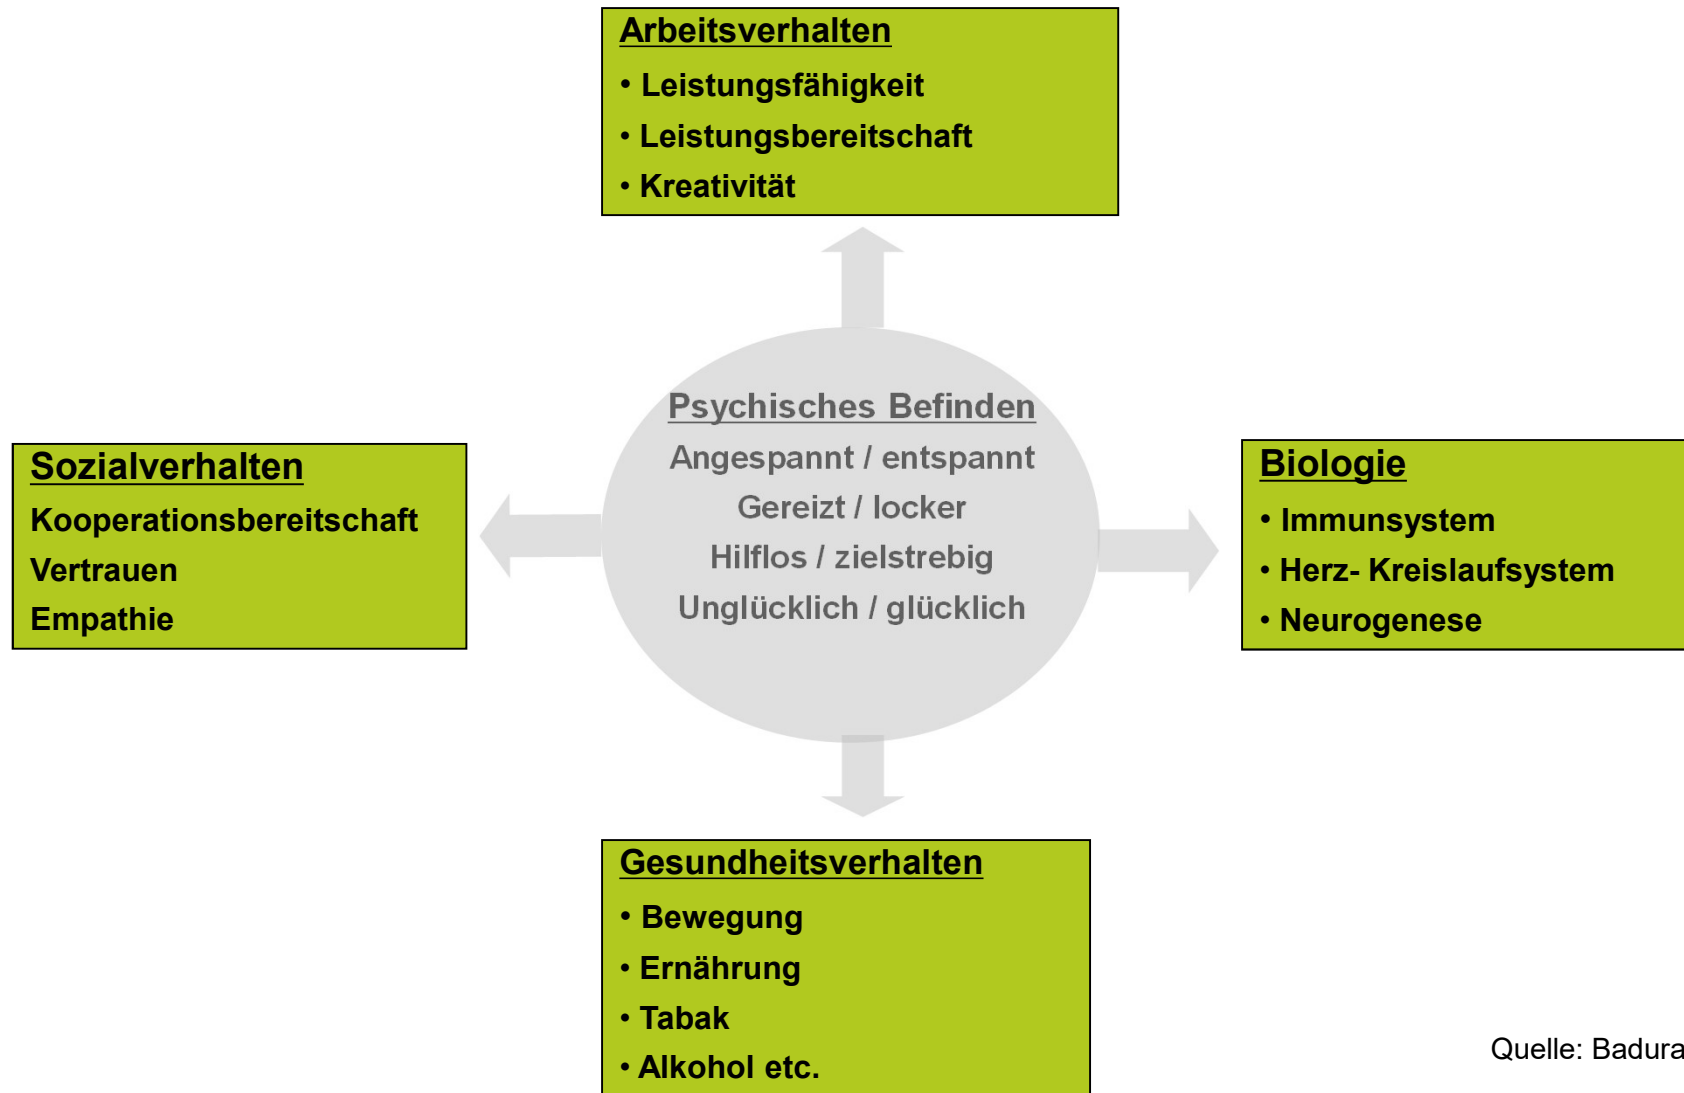 Arbeitsverhalten
• Leistungsfähigkeit
• Leistungsbereitschaft
• Kreativität
Psychisches Befinden
Angespannt / entspannt
Gereizt / locker
Hilflos / zielstrebig
Unglücklich / glücklich
Sozialverhalten
Kooperationsbereitschaft
Vertrauen
Empathie
Biologie
• Immunsystem
• Herz- Kreislaufsystem
• Neurogenese
Gesundheitsverhalten
• Bewegung
• Ernährung
• Tabak
• Alkohol etc.
Quelle: Badura